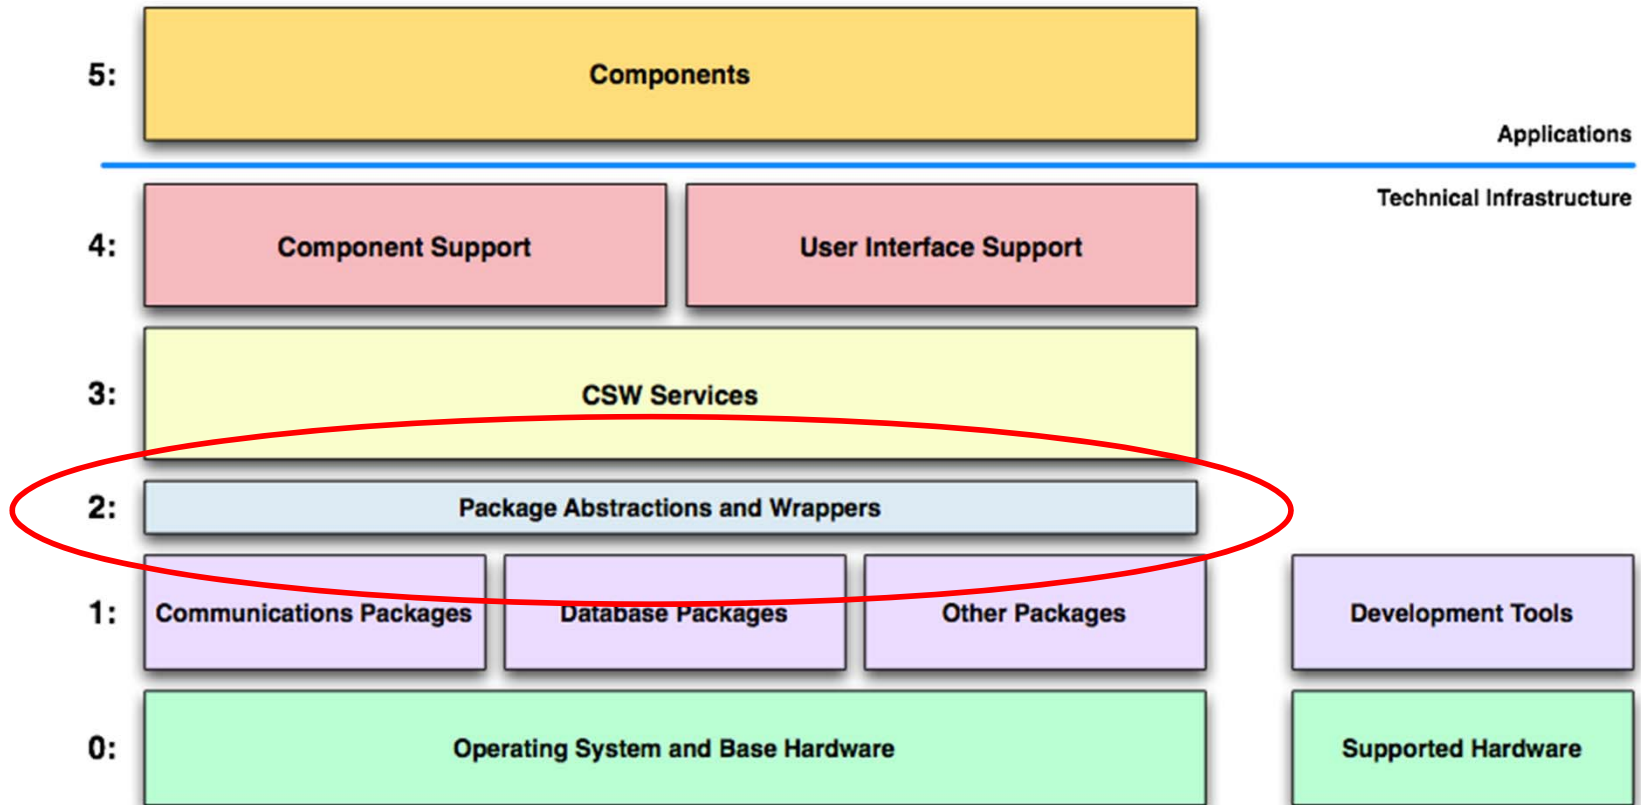 5:
Components
Applications
Technical Infrastructure
4:
Component Support
User Interface Support
3:
CSW Services
2:
Package Abstractions and Wrappers
1:
Communications Packages
Database Packages
Other Packages
Development Tools
0:
Operating System and Base Hardware
Supported Hardware